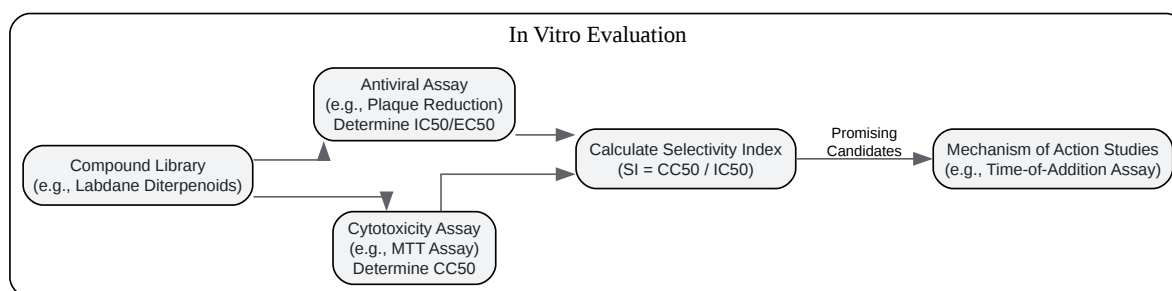 In Vitro Evaluation
Antiviral Assay
(e.g., Plaque Reduction)
Determine IC50/EC50
Compound Library
(e.g., Labdane Diterpenoids)
Cytotoxicity Assay
(e.g., MTT Assay)
Determine CC50
Calculate Selectivity Index
(SI = CC50 / IC50)
Promising
Candidates
Mechanism of Action Studies
(e.g., Time-of-Addition Assay)